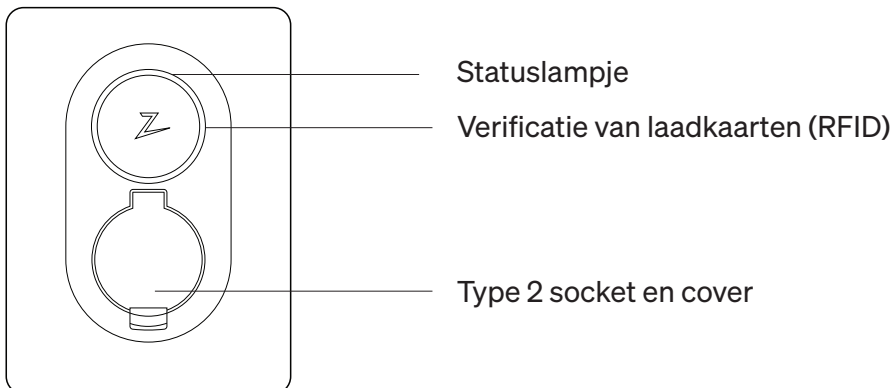 Statuslampje
Verificatie van laadkaarten (RFID)
Type 2 socket en cover